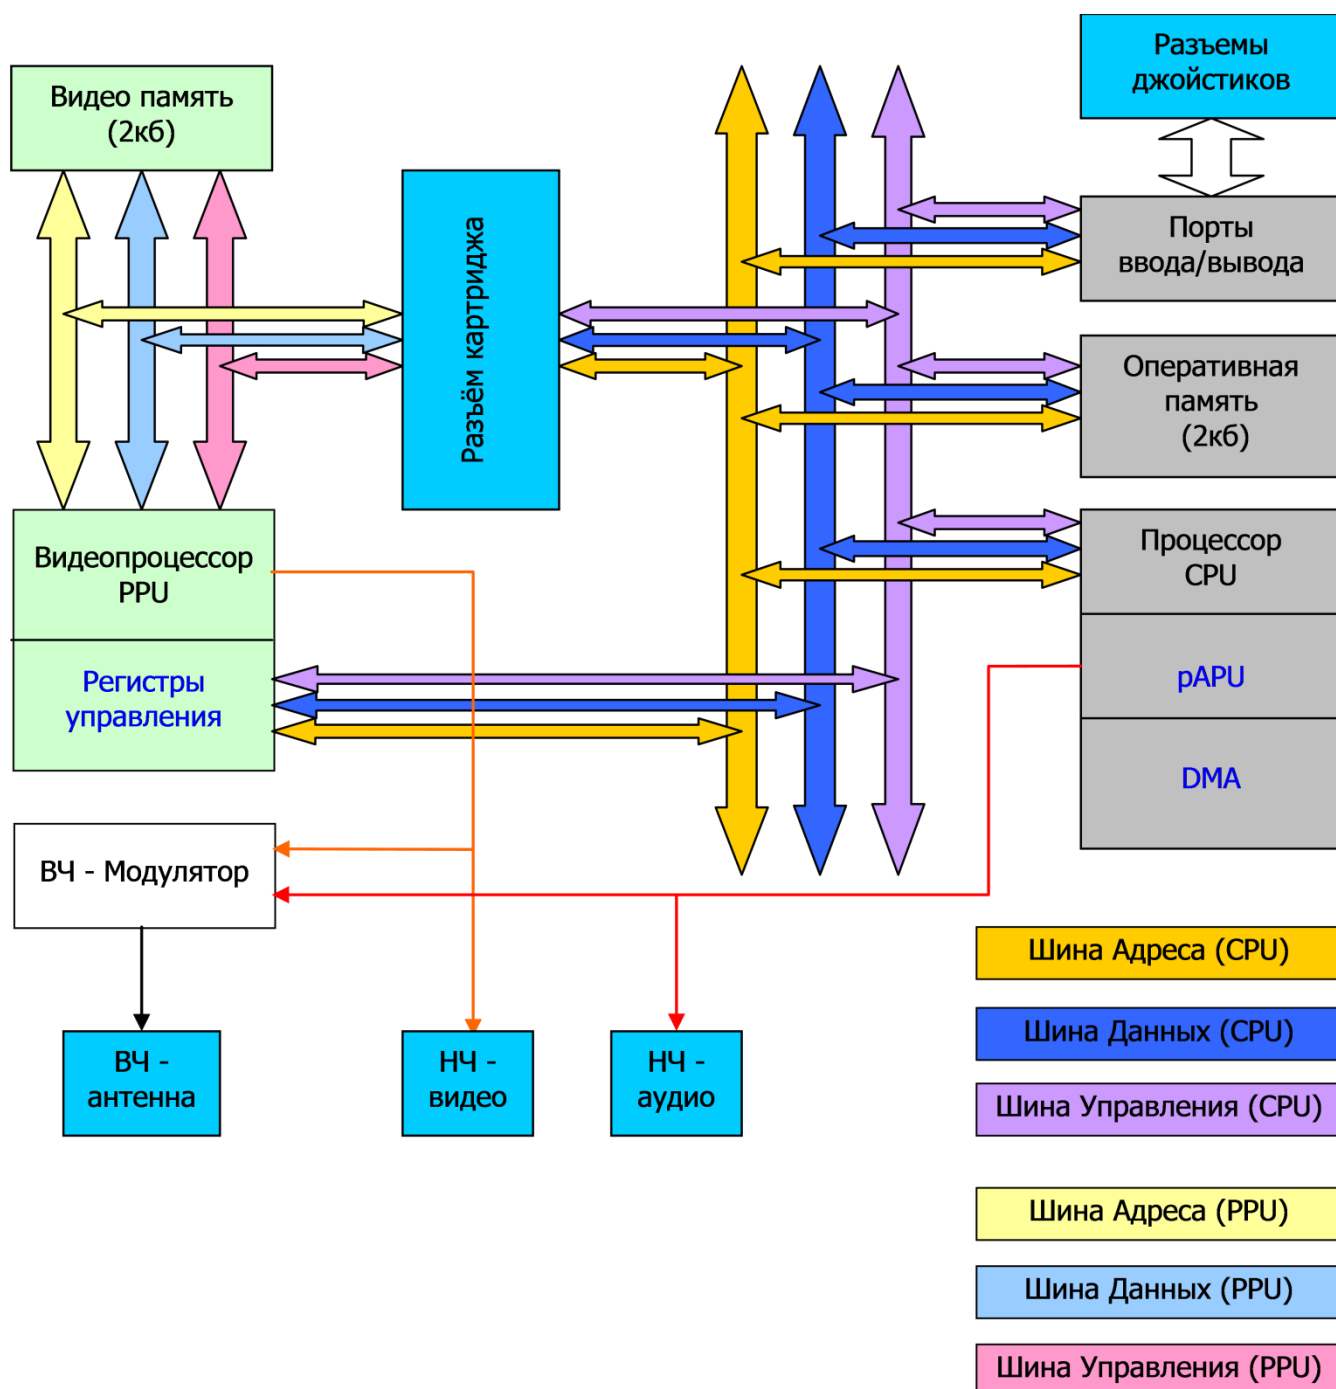 Разъемы
джойстиков
Видео память
(2кб)
Разъём картриджа
Порты
ввода/вывода
Оперативная
память
(2кб)
Видеопроцессор
PPU
Процессор
CPU
Регистры
управления
pAPU
DMA
ВЧ - Модулятор
Шина Адреса (CPU)
Шина Данных (CPU)
ВЧ -
антенна
НЧ -
видео
НЧ -
аудио
Шина Управления (CPU)
Шина Адреса (PPU)
Шина Данных (PPU)
Шина Управления (PPU)